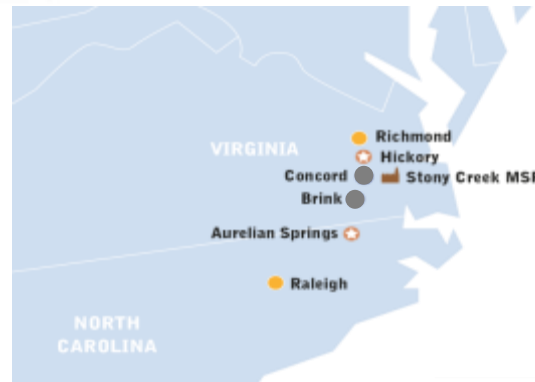 Richmond
VIRGINIA
Hickory
Concord
Stony Creek MSI
Brink
Aurelian Springs
Raleigh
NORTH
CAROLINA